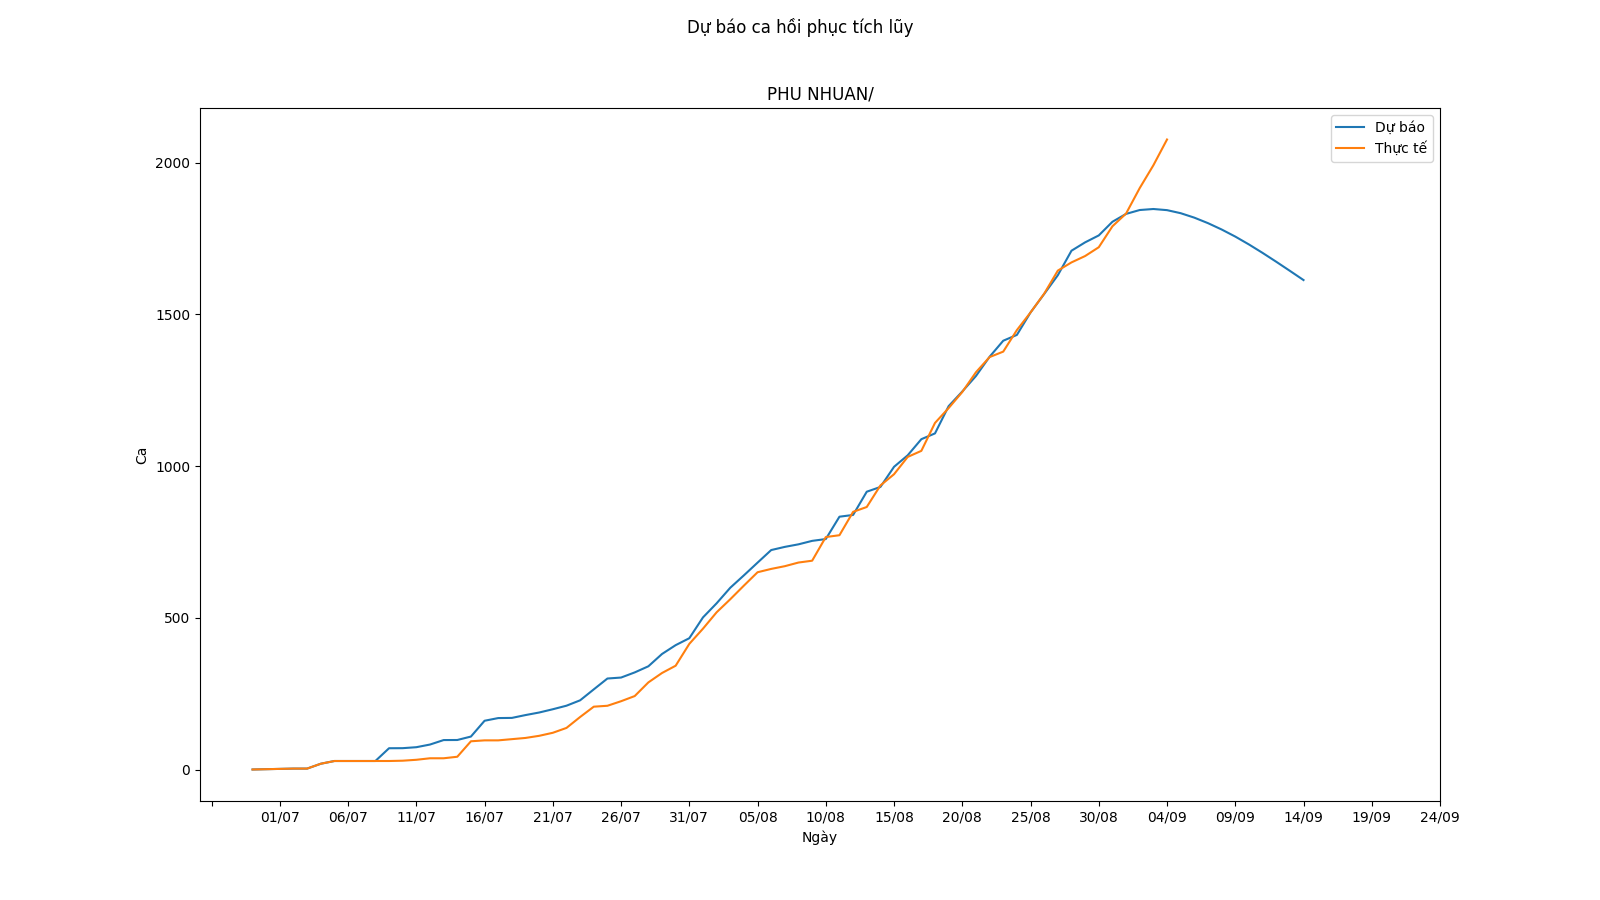 Dự báo ca hồi phục tích lũy
PHU NHUAN/
Dự báo
Thực tế
2000
1500
1000
500
0
Ca
01/07 06/07 11/07 16/07 21/07 26/07 31/07 05/08 10/08 15/08 20/08 25/08 30/08 04/09 09/09 14/09 19/09 24/09
Ngày